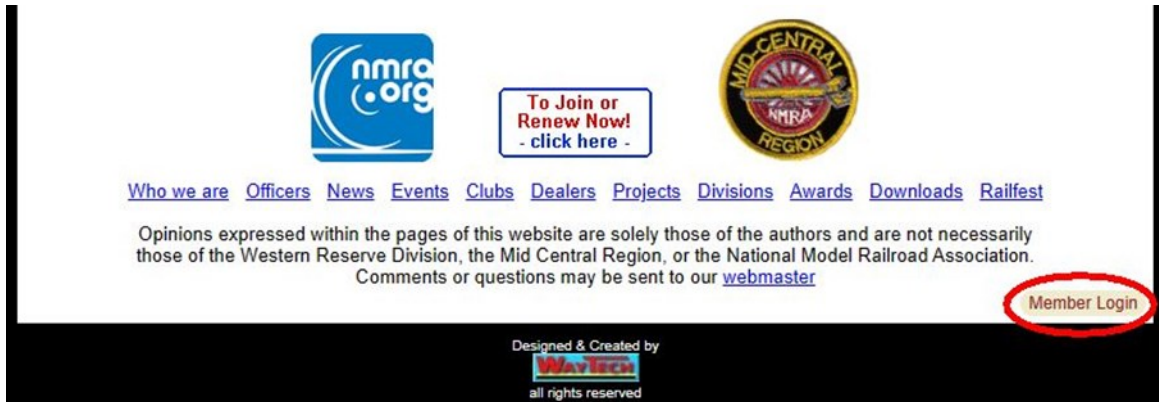 nmra
.org
To Join or
Renew Now!
- click here -
MID-CENTRAL
NMRA
REGION
Who we are Officers News Events Clubs Dealers Projects Divisions Awards Downloads Railfest
Opinions expressed within the pages of this website are solely those of the authors and are not necessarily
those of the Western Reserve Division, the Mid Central Region, or the National Model Railroad Association.
Comments or questions may be sent to our webmaster
Member Login
Designed & Created by
WAYTECH
all rights reserved